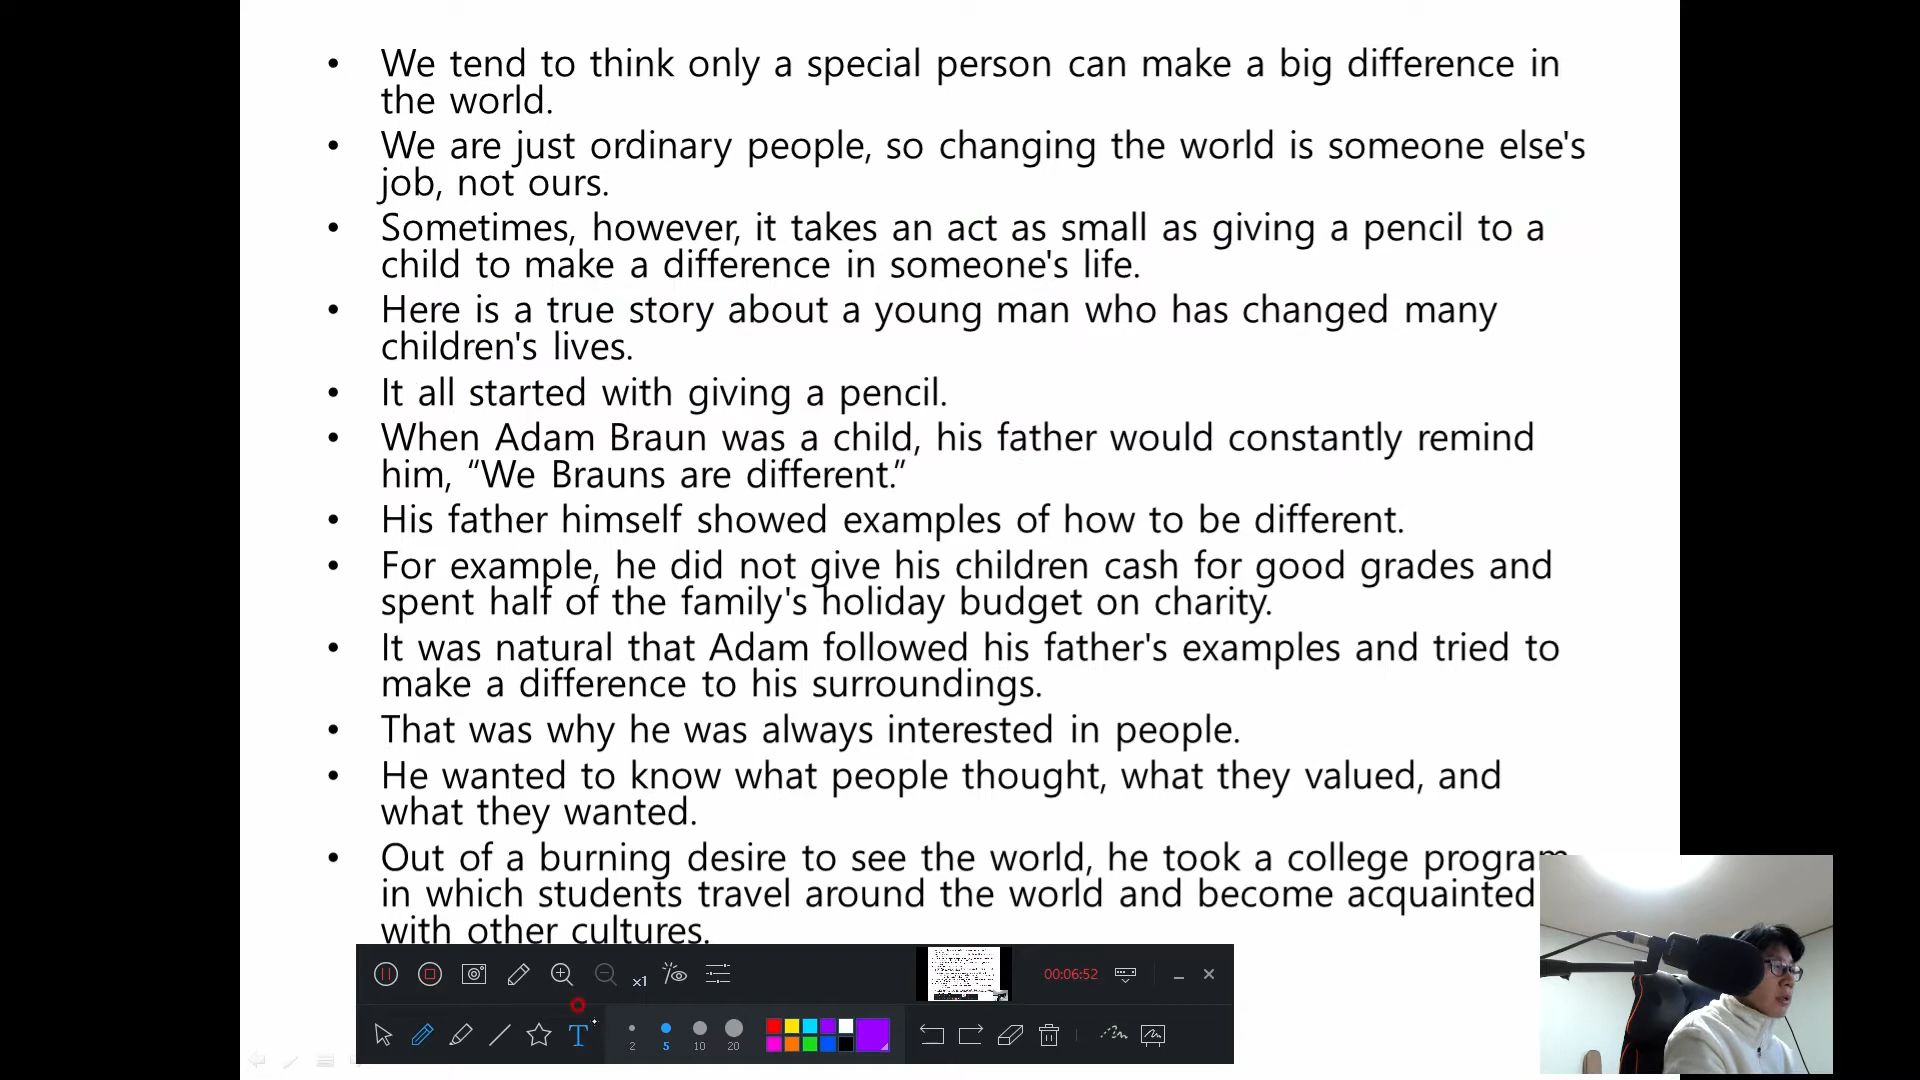 • We tend to think only a special person can make a big difference in
the world.
• We are just ordinary people, so changing the world is someone else's
job, not ours.
• Sometimes, however, it takes an act as small as giving a pencil to a
child to make a difference in someone's life.
• Here is a true story about a young man who has changed many
children's lives.
• It all started with giving a pencil.
• When Adam Braun was a child, his father would constantly remind
him, “We Brauns are different.”
• His father himself showed examples of how to be different.
• For example, he did not give his children cash for good grades and
spent half of the family's holiday budget on charity.
• It was natural that Adam followed his father's examples and tried to
make a difference to his surroundings.
• That was why he was always interested in people.
• He wanted to know what people thought, what they valued, and
what they wanted.
• Out of a burning desire to see the world, he took a college program
in which students travel around the world and become acquainted
with other cultures.
x1 00:06:52
T 2 5 10 20